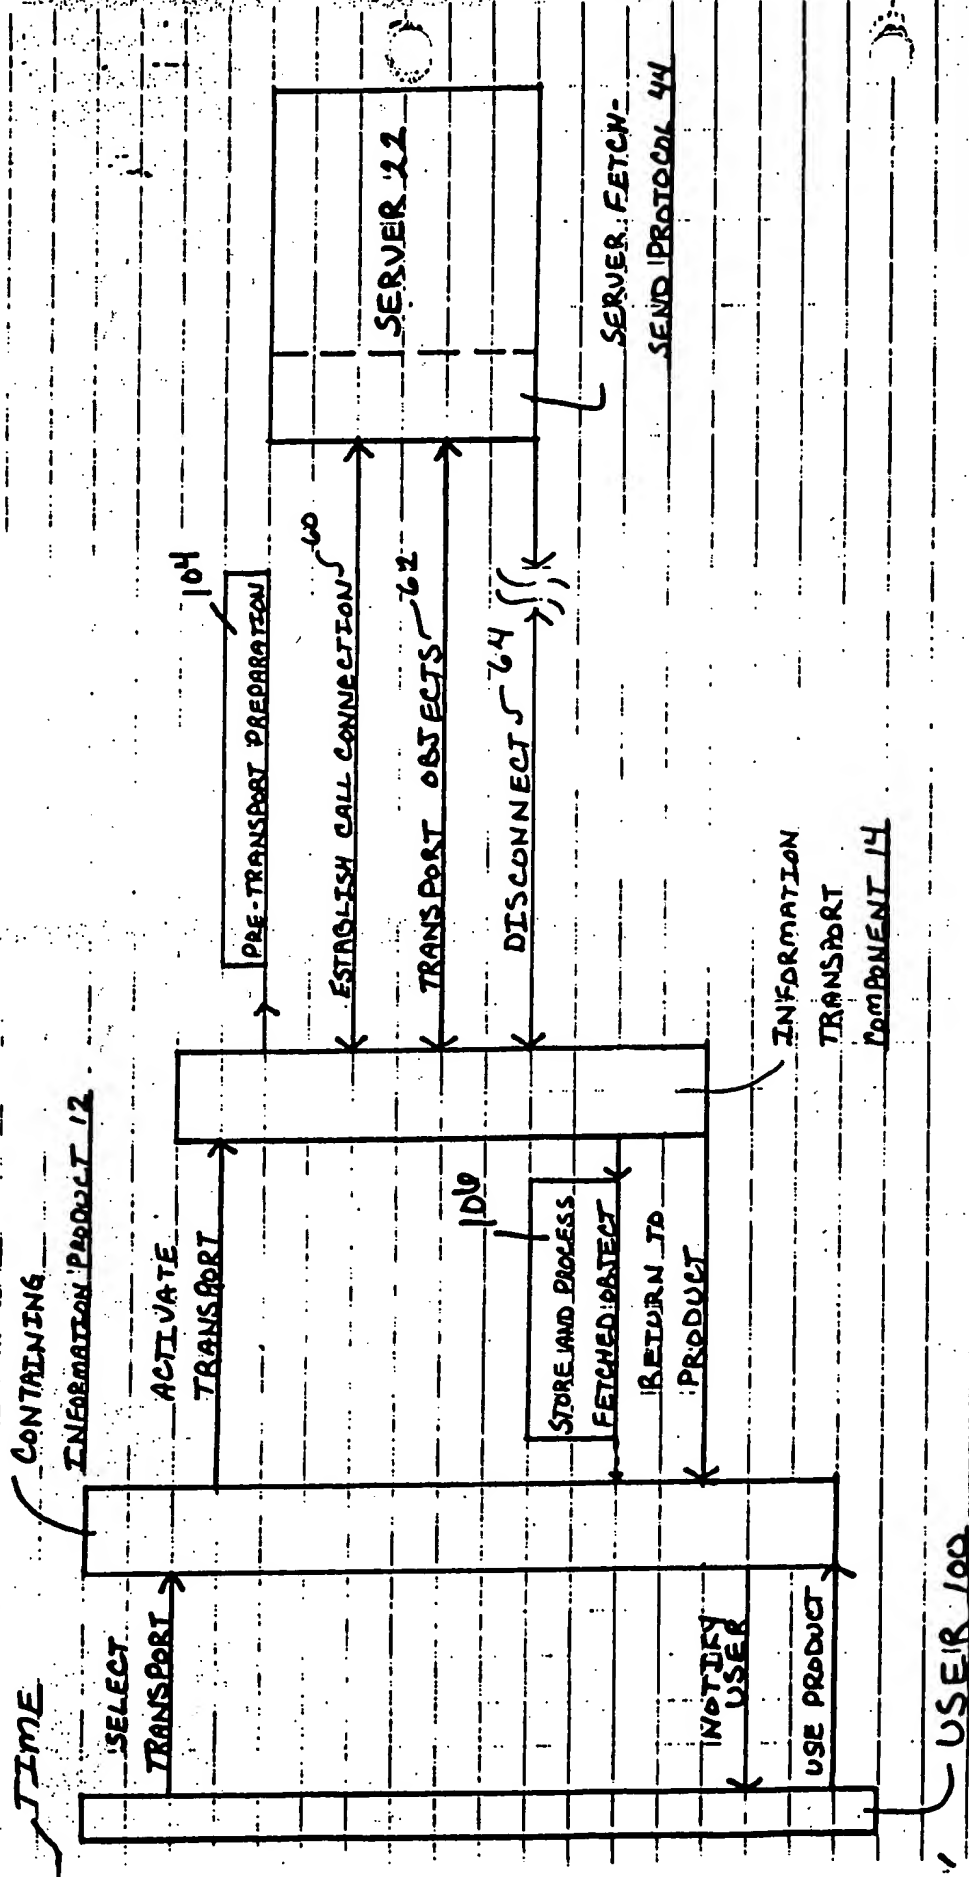 TIME
CONTAINING
INFORMATION PRODUCT 12
SELECT
TRANSPORT
ACTIVATE
TRANSPORT
PRE-TRANSPORT PREPARATION
104
ESTABLISH CALL CONNECTION 60
TRANSPORT OBJECTS 62
DISCONNECT 64
SERVER 22
SERVER FETCH-
SEND PROTOCOL 44
106
STORE AND PROCESS
FETCHED OBJECT
RETURN TO
PRODUCT
INFORMATION
TRANSPORT
COMPONENT 14
NOTIFY
USER
USE PRODUCT
USER 100